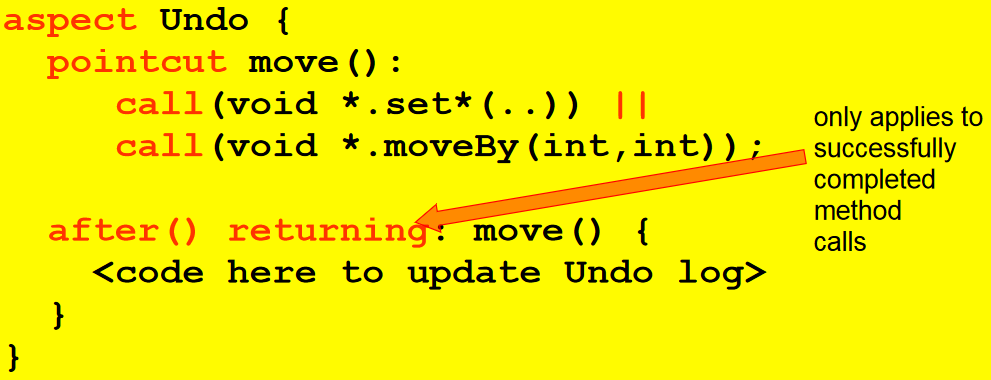 aspect Undo {
pointcut move():
call(void *.set*(..)) ||
call(void *.moveBy(int,int));
after() returning: move() {
<code here to update Undo log>
}
}
only applies to
successfully
completed
method
calls